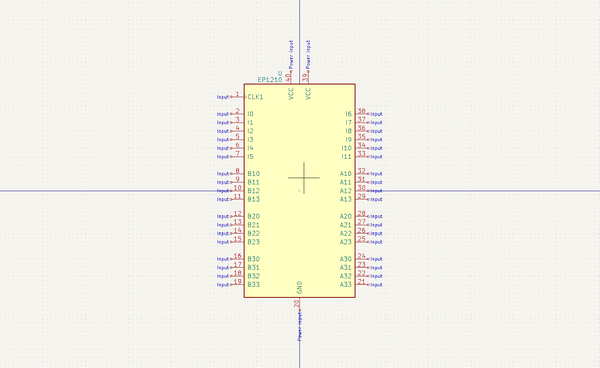 Power Input Power Input
40 39
U
EP1210
VCC VCC
Input 1 CLK1
Input 2 I0 I6 38 Input
Input 3 I1 I7 37 Input
Input 4 I2 I8 36 Input
Input 5 I3 I9 35 Input
Input 6 I4 I10 34 Input
Input 7 I5 I11 33 Input
Input 8 B10 A10 32 Input
Input 9 B11 A11 31 Input
Input 10 B12 A12 30 Input
Input 11 B13 A13 29 Input
Input 12 B20 A20 28 Input
Input 13 B21 A21 27 Input
Input 14 B22 A22 26 Input
Input 15 B23 A23 25 Input
Input 16 B30 A30 24 Input
Input 17 B31 A31 23 Input
Input 18 B32 A32 22 Input
Input 19 B33 A33 21 Input
GND
20
Power Input